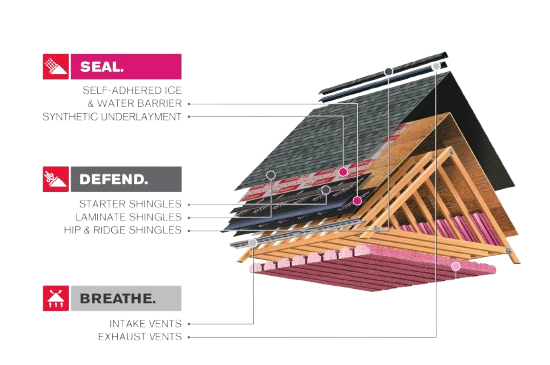 SEAL.
SELF-ADHERED ICE
& WATER BARRIER
SYNTHETIC UNDERLAYMENT
DEFEND.
STARTER SHINGLES
LAMINATE SHINGLES
HIP & RIDGE SHINGLES
BREATHE.
INTAKE VENTS
EXHAUST VENTS